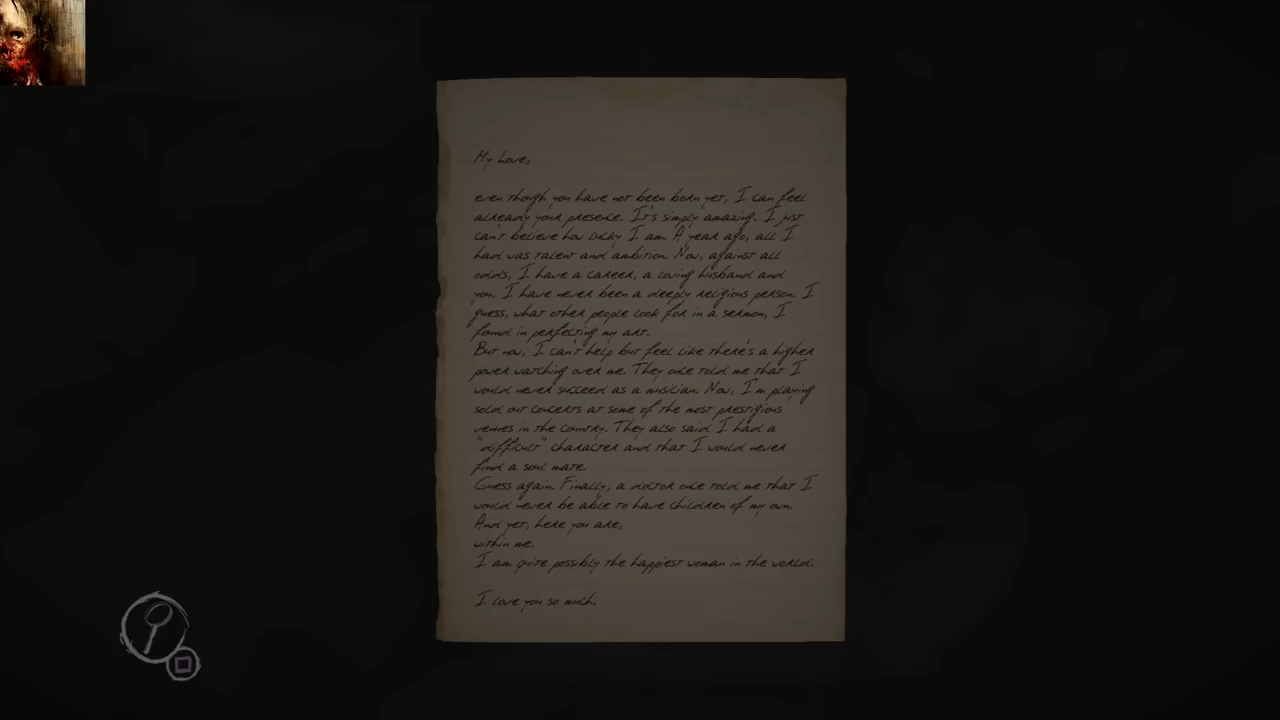 My Love,
even though you have not been born yet, I can feel
already your presence. It's simply amazing. I just
can't believe how lucky I am. A year ago, all I
had was talent and ambition. Now, against all
odds, I have a career, a loving husband and
you. I have never been a deeply religious person. I
guess, what other people look for in a sermon, I
found in perfecting my art.
But now, I can't help but feel like there's a higher
power watching over me. They once told me that I
would never succeed as a musician. Now, I'm playing
sold out concerts at some of the most prestigious
venues in the country. They also said I had a
"difficult" character and that I would never
find a soul mate.
Guess again. Finally, a doctor once told me that I
would never be able to have children of my own.
And yet, here you are,
within me.
I am quite possibly the happiest woman in the world.
I love you so much.